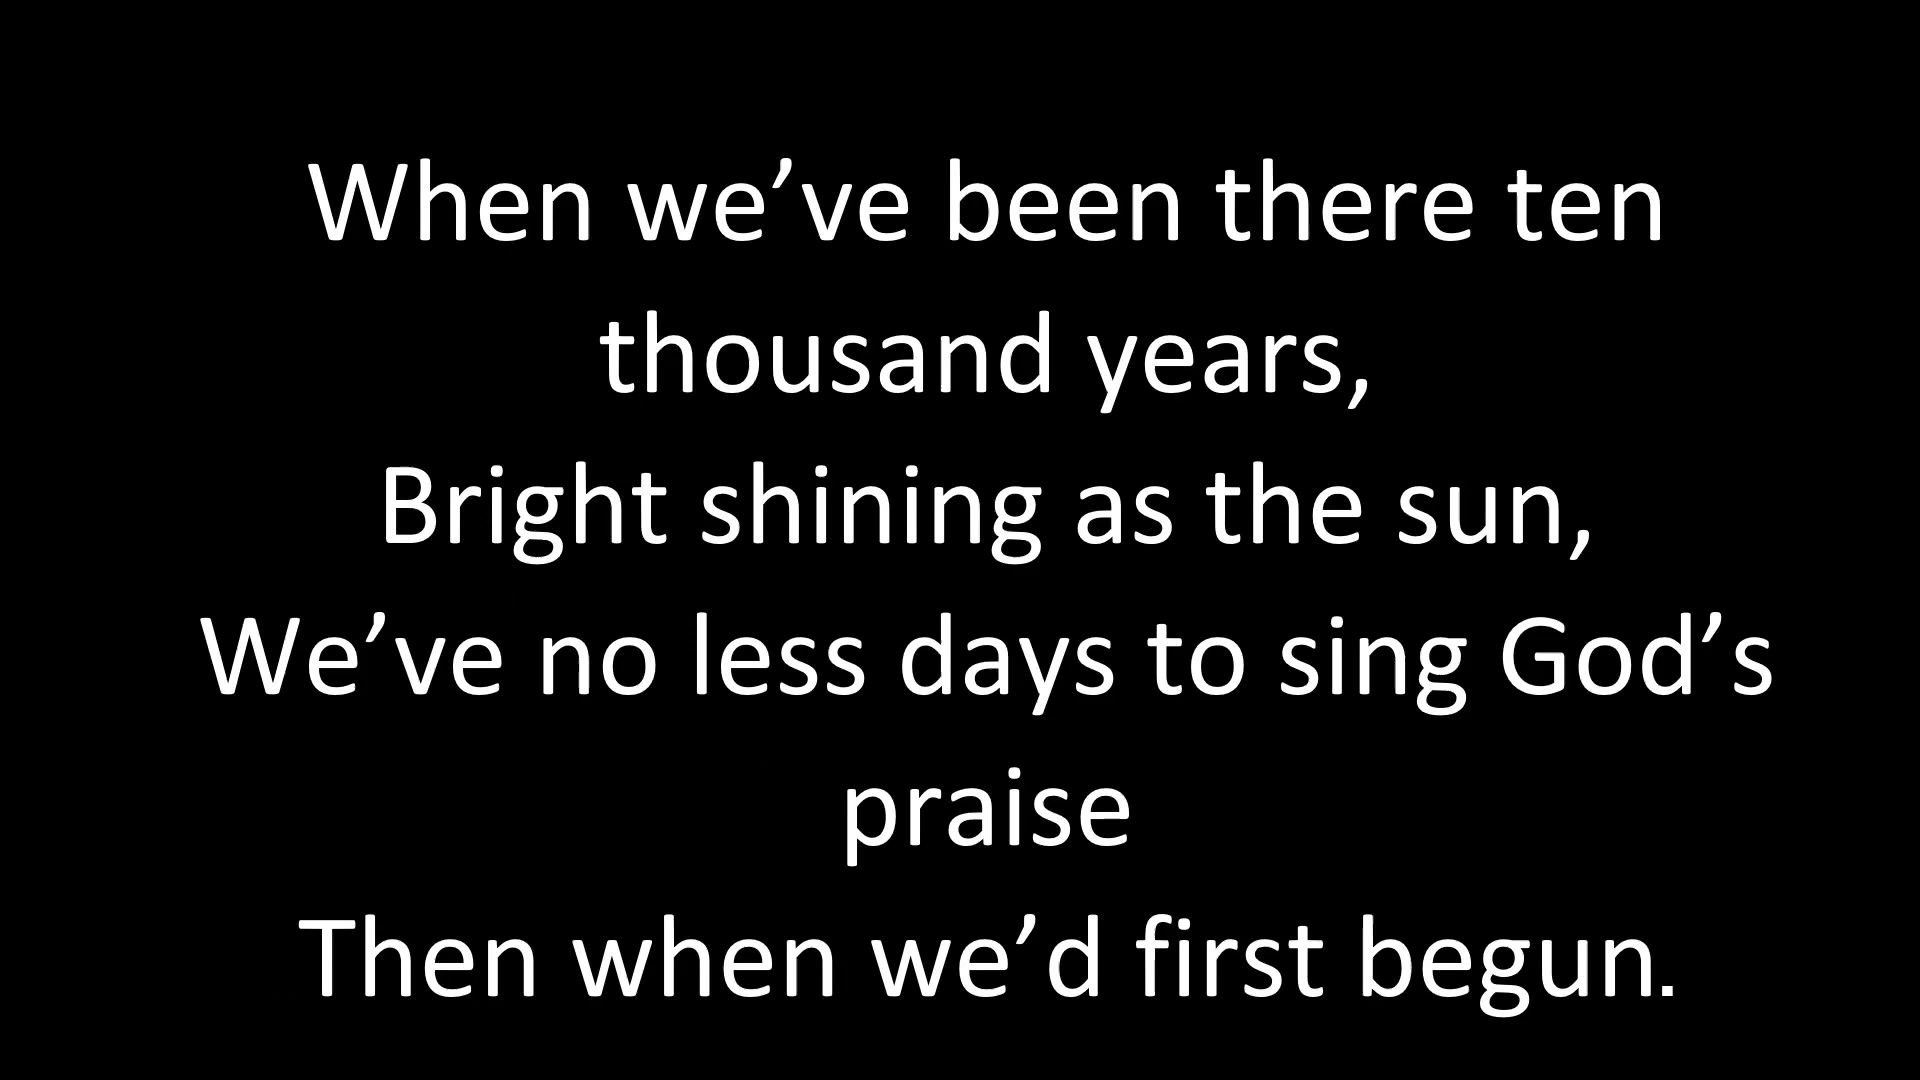 When we’ve been there ten
thousand years,
Bright shining as the sun,
We’ve no less days to sing God’s
praise
Then when we’d first begun.